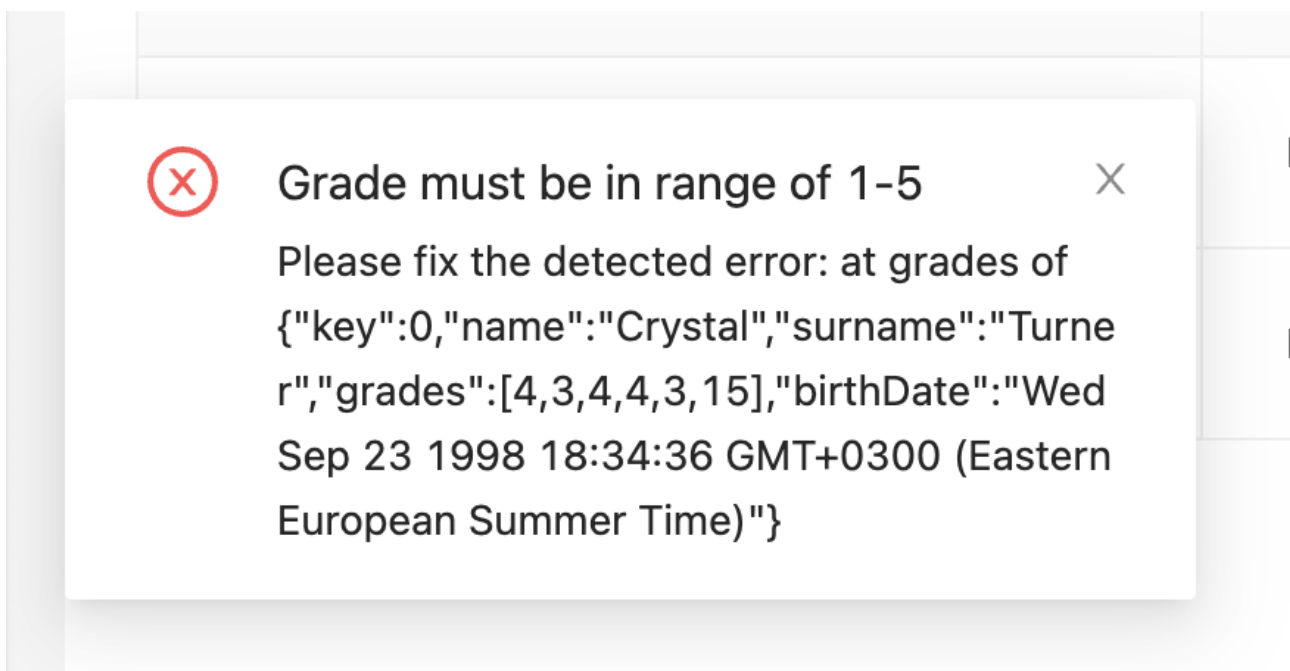 Grade must be in range of 1-5
Please fix the detected error: at grades of
{"key":0,"name":"Crystal","surname":"Turne
r","grades":[4,3,4,4,3,15],"birthDate":"Wed
Sep 23 1998 18:34:36 GMT+0300 (Eastern
European Summer Time)"}